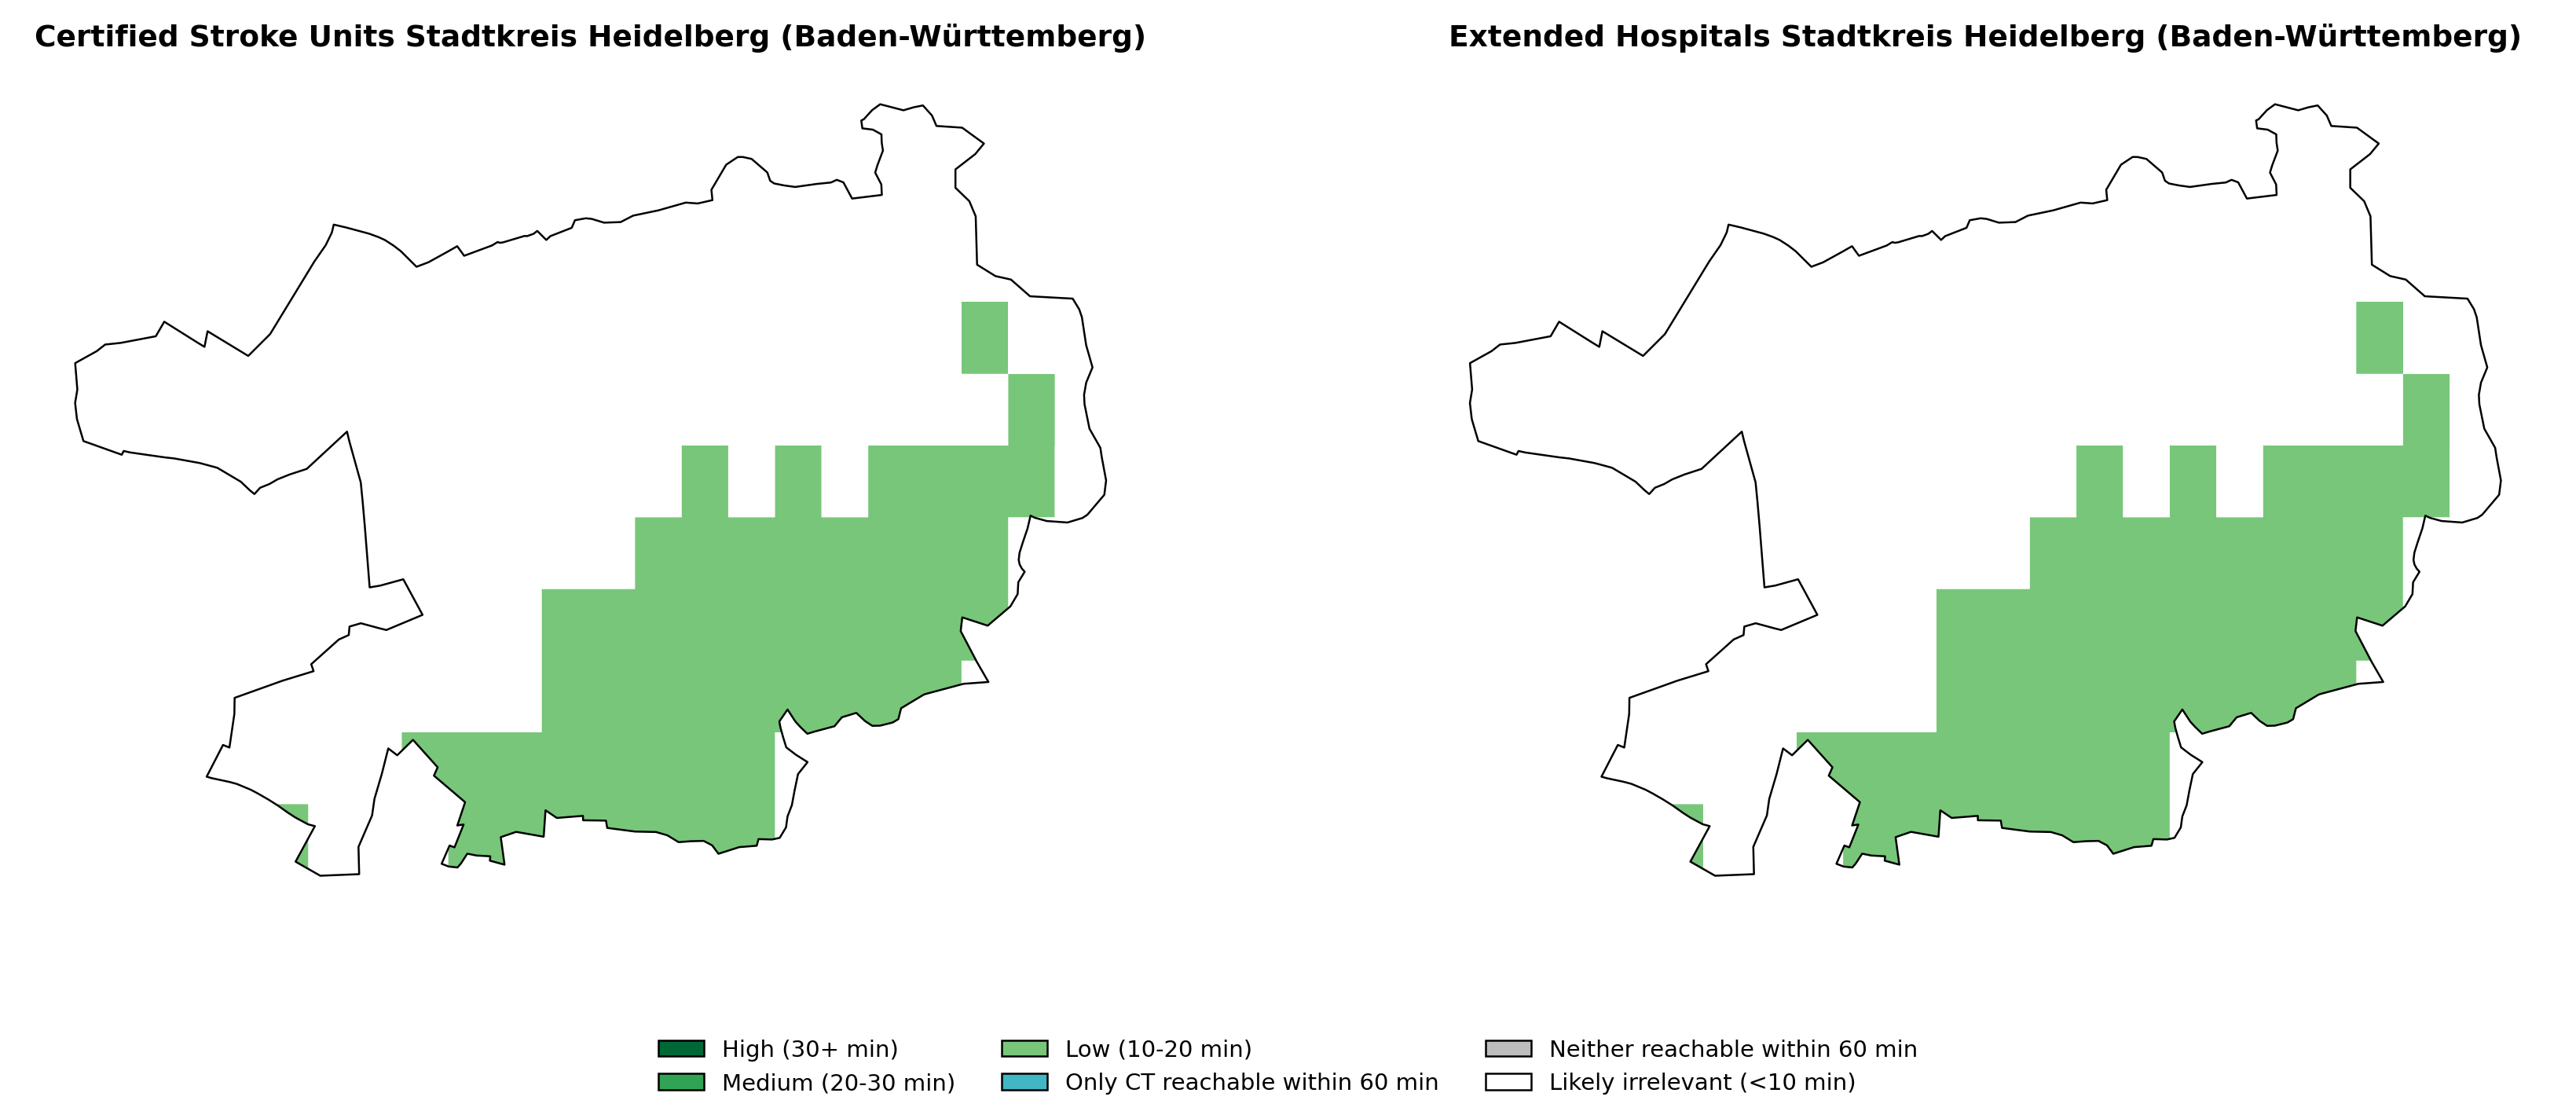 Certified Stroke Units Stadtkreis Heidelberg (Baden-Württemberg)
Extended Hospitals Stadtkreis Heidelberg (Baden-Württemberg)
High (30+ min)
Medium (20-30 min)
Low (10-20 min)
Only CT reachable within 60 min
Neither reachable within 60 min
Likely irrelevant (<10 min)